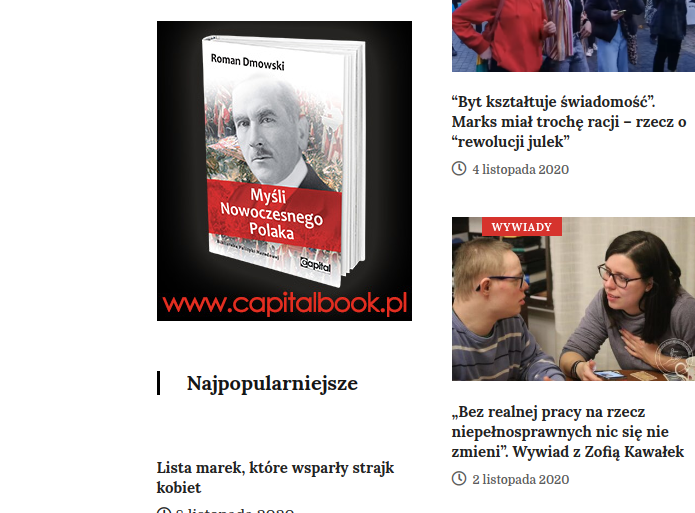 Roman Dmowski
Myśli
Nowoczesnego
Polaka
Capital
www.capitalbook.pl
Najpopularniejsze
Lista marek, które wsparły strajk
kobiet
“Byt kształtuje świadomość”.
Marks miał trochę racji – rzecz o
“rewolucji julek”
4 listopada 2020
WYWIADY
„Bez realnej pracy na rzecz
niepełnosprawnych nic się nie
zmieni”. Wywiad z Zofią Kawałek
2 listopada 2020